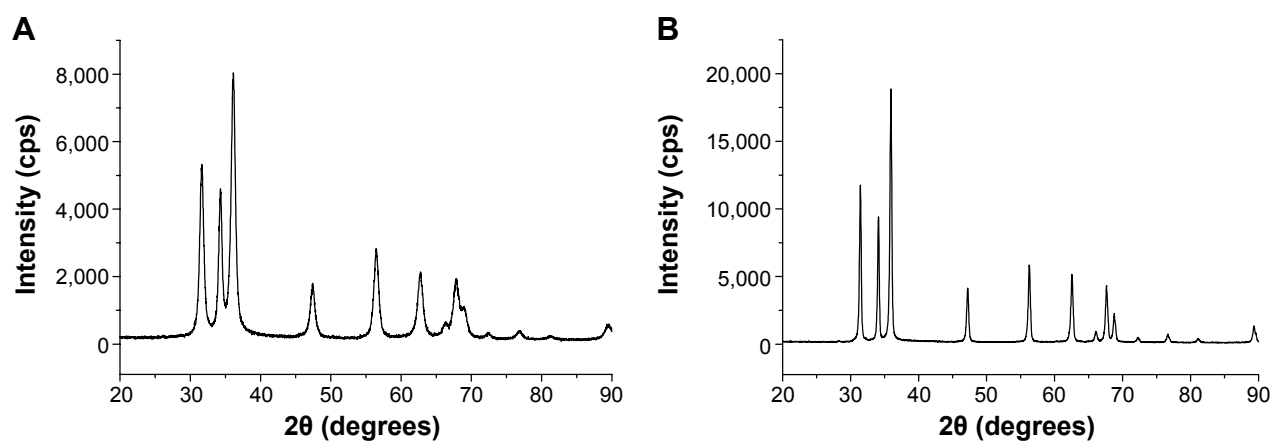 A
8,000
6,000
4,000
2,000
0
Intensity (cps)
20 30 40 50 60 70 80 90
2θ (degrees)
B
20,000
15,000
10,000
5,000
0
Intensity (cps)
20 30 40 50 60 70 80 90
2θ (degrees)